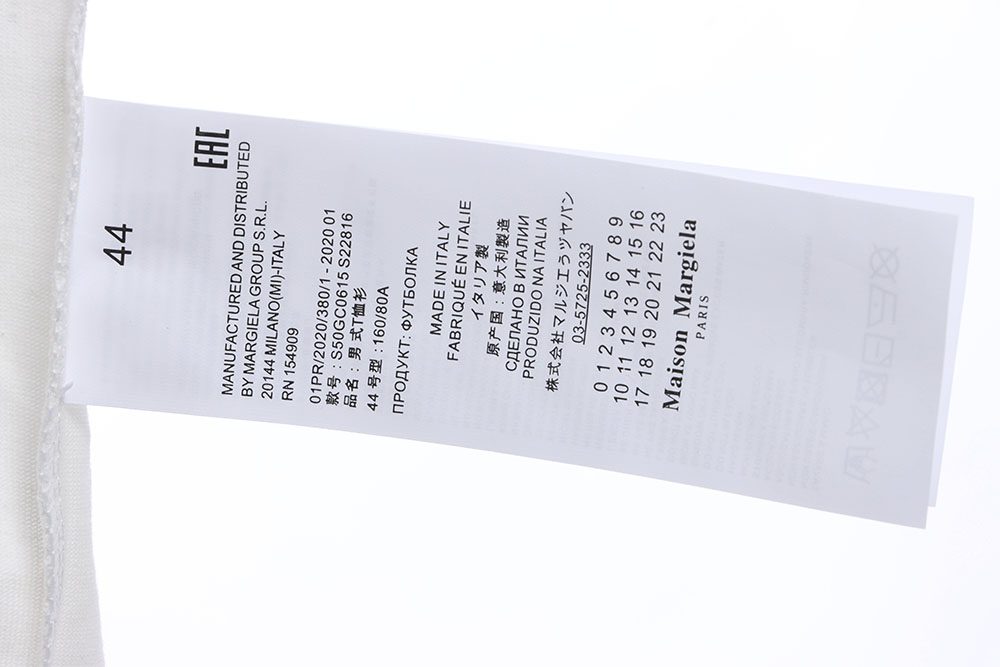 44
EAC
MANUFACTURED AND DISTRIBUTED
BY MARGIELA GROUP S.R.L.
20144 MILANO(MI)-ITALY
RN 154909
01PR/2020/380/1 - 2020 01
款号 : S50GC0615 S22816
品名 : 男 式T恤衫
44 号型 : 160/80A
ПРОДУКТ: ФУТБОЛКА
MADE IN ITALY
FABRIQUÉ EN ITALIE
イタリア製
原产国 : 意大利製造
СДЕЛАНО В ИТАЛИИ
PRODUZIDO NA ITALIA
株式会社マルジエラヅヤパン
03-5725-2333
0 1 2 3 4 5 6 7 8 9
10 11 12 13 14 15 16
17 18 19 20 21 22 23
Maison Margiela
PARIS